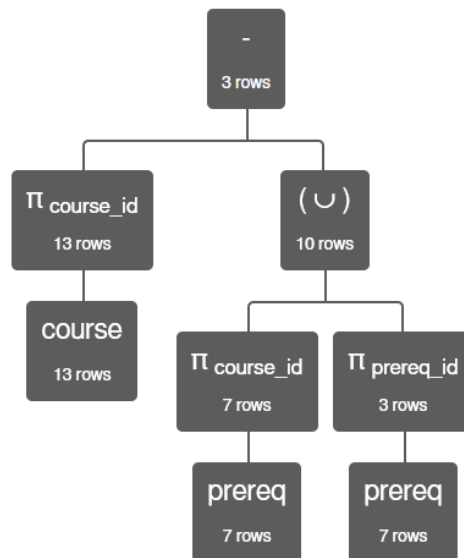 -
3 rows
π course_id
13 rows
( ∪ )
10 rows
course
13 rows
π course_id
7 rows
π prereq_id
3 rows
prereq
7 rows
prereq
7 rows